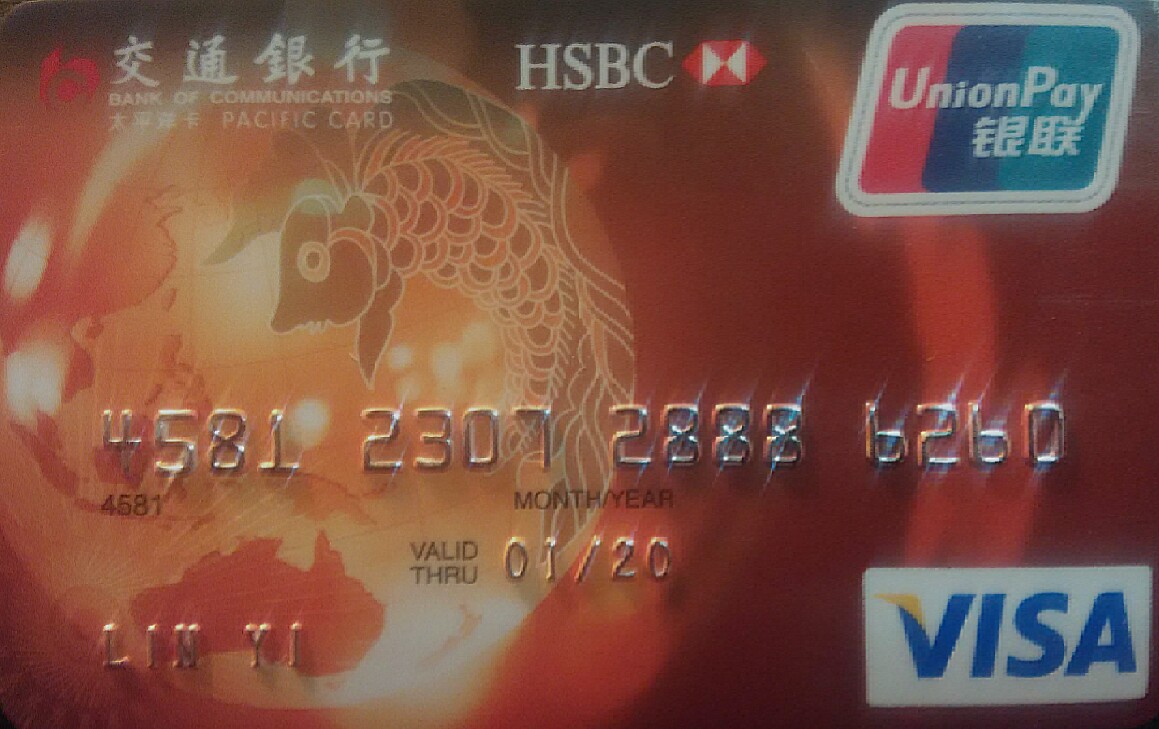 交通銀行
BANK OF COMMUNICATIONS
太平洋卡 PACIFIC CARD
HSBC
UnionPay
银联
4581 2307 2888 6260
4581
MONTH/YEAR
VALID THRU 01/20
LIN YI
VISA